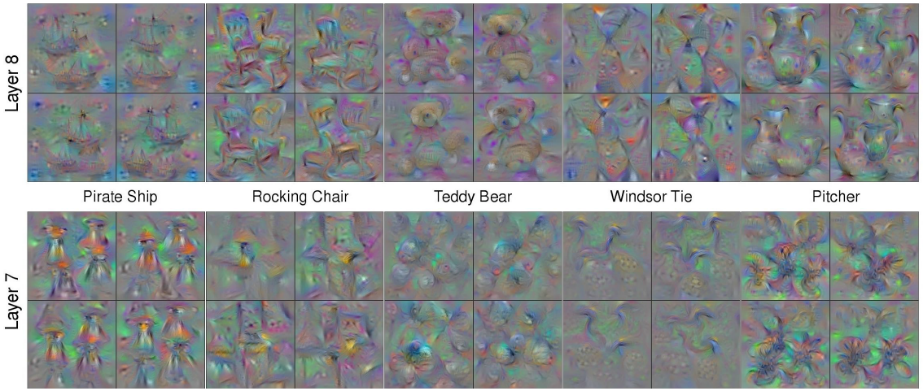 Layer 8
Pirate Ship
Rocking Chair
Teddy Bear
Windsor Tie
Pitcher
Layer 7